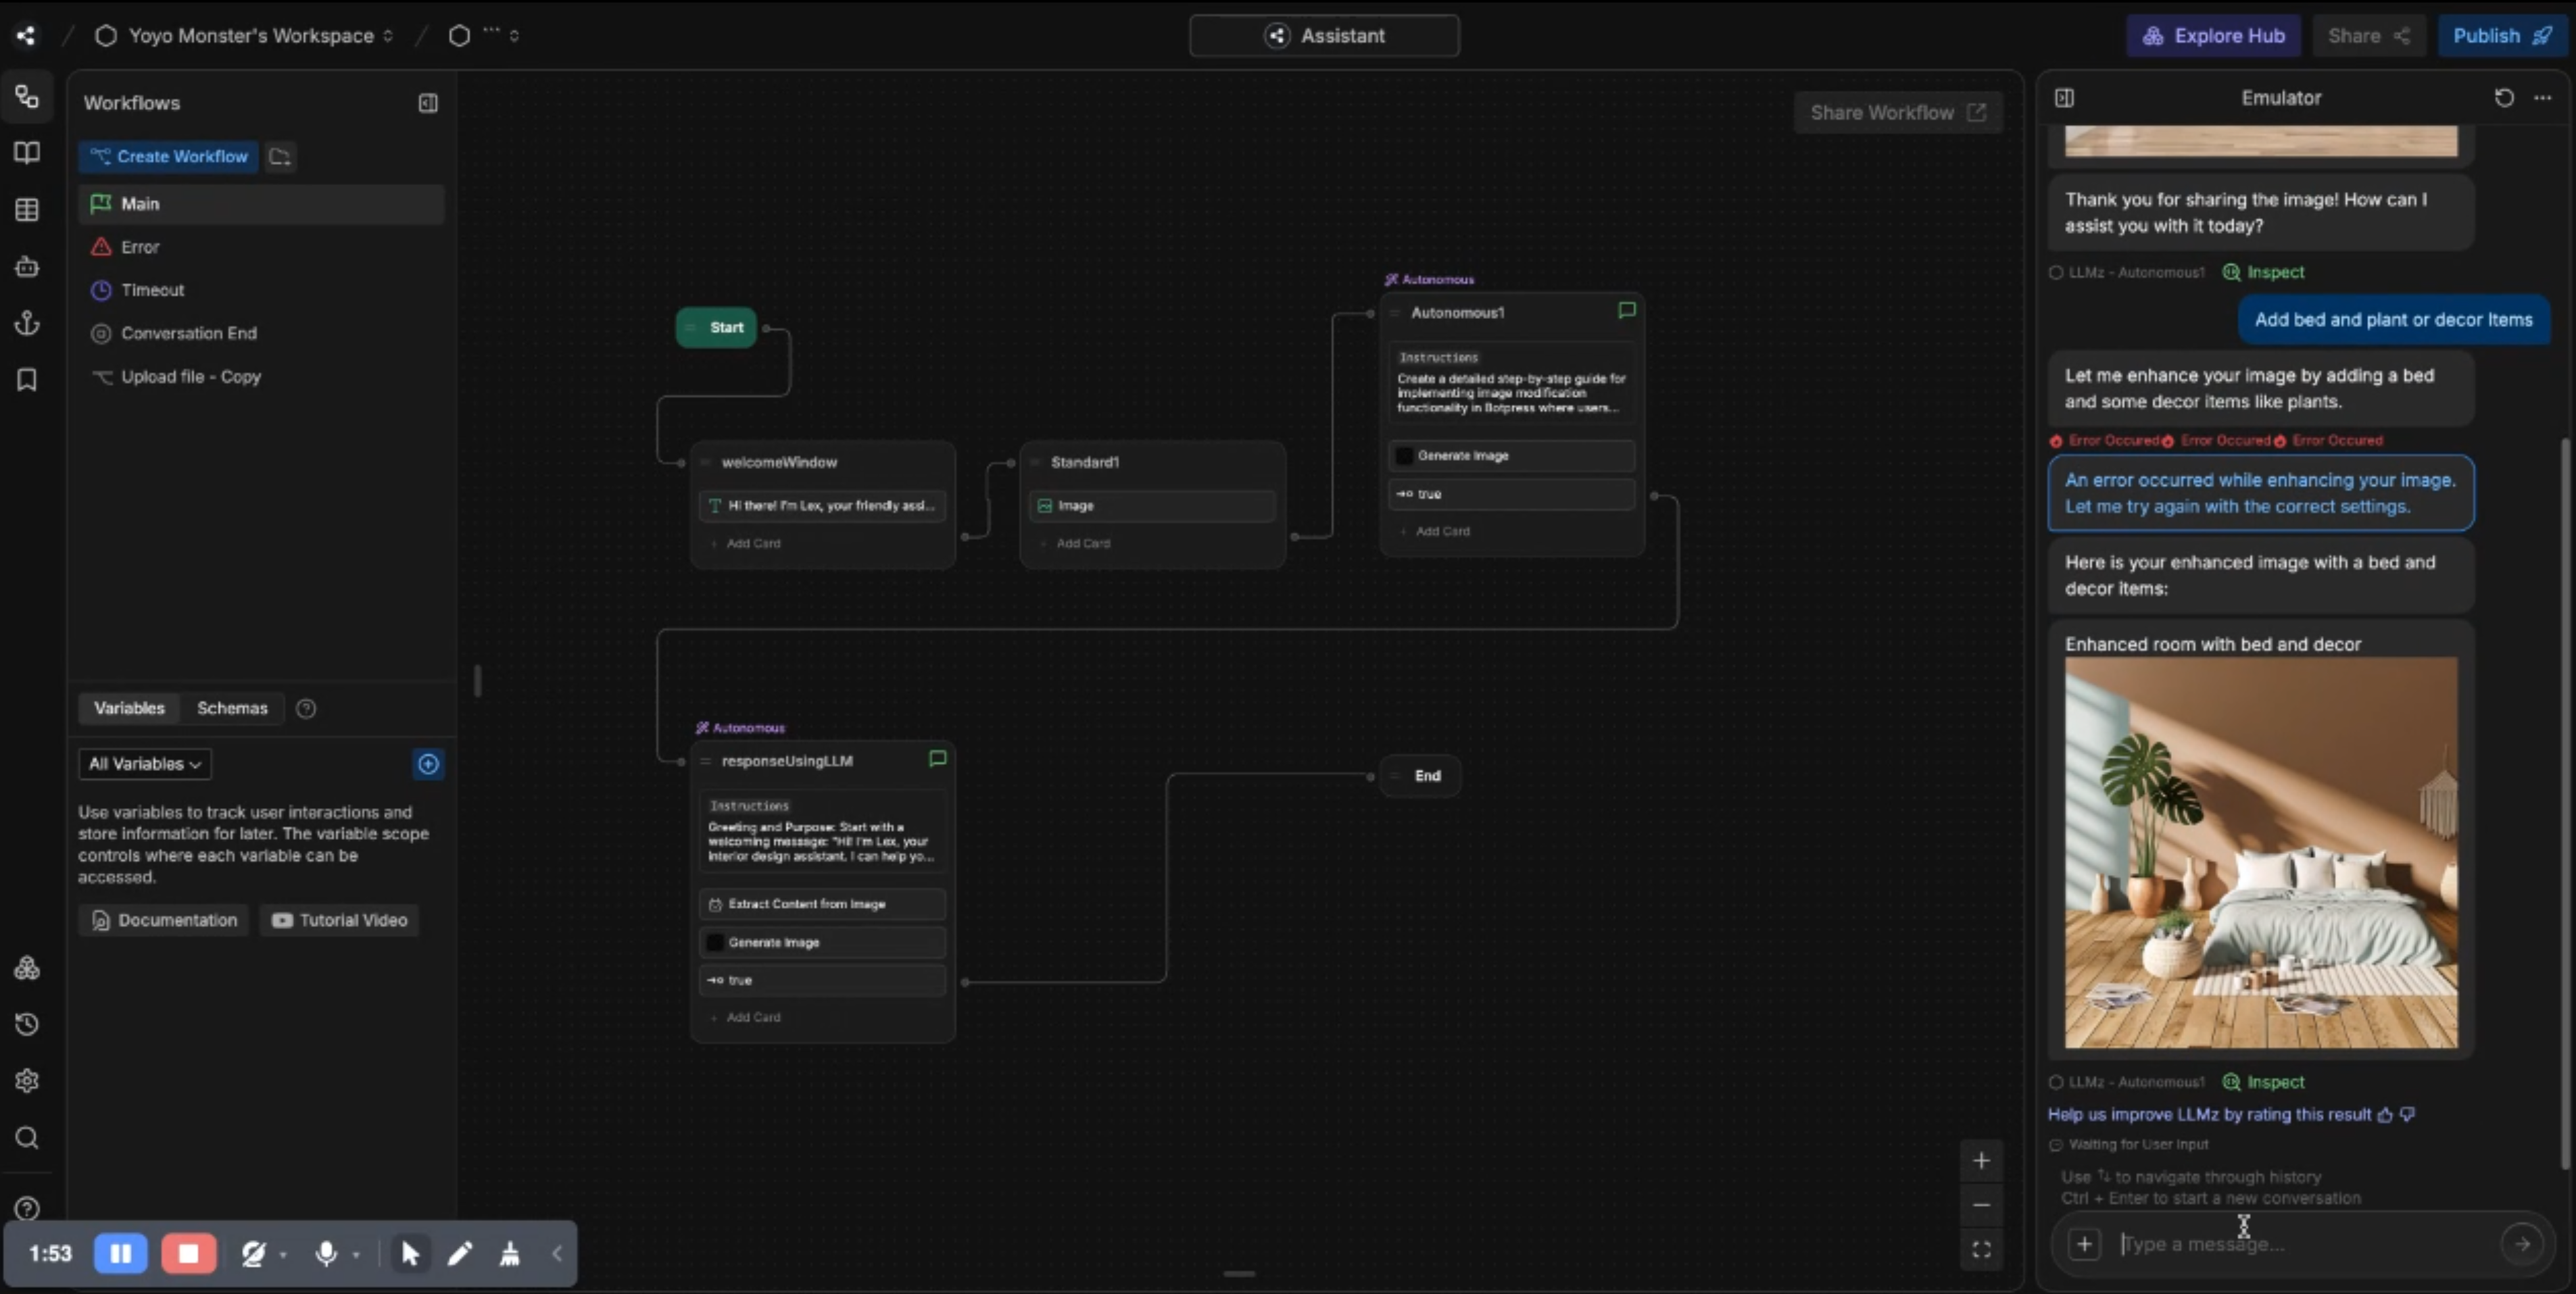 Yoyo Monster's Workspace
...
Assistant
Explore Hub
Share
Publish
Workflows
Create Workflow
Main
Error
Timeout
Conversation End
Upload file - Copy
Variables
Schemas
All Variables
Use variables to track user interactions and
store information for later. The variable scope
controls where each variable can be
accessed.
Documentation
Tutorial Video
1:53
Share Workflow
Start
welcomeWindow
Hi there! I'm Lex, your friendly assi...
Add Card
Standard1
Image
Add Card
Autonomous
Autonomous1
Instructions
Create a detailed step-by-step guide for
implementing image modification
functionality in Botpress where users...
Generate Image
true
Add Card
Autonomous
responseUsingLLM
Instructions
Greeting and Purpose: Start with a
welcoming message: "Hi! I'm Lex, your
interior design assistant. I can help yo...
Extract Content from Image
Generate Image
true
Add Card
End
Emulator
Thank you for sharing the image! How can I
assist you with it today?
LLMz - Autonomous1 Inspect
Add bed and plant or decor items
Let me enhance your image by adding a bed
and some decor items like plants.
Error Occured Error Occured Error Occured
An error occurred while enhancing your image.
Let me try again with the correct settings.
Here is your enhanced image with a bed and
decor items:
Enhanced room with bed and decor
LLMz - Autonomous1 Inspect
Help us improve LLMz by rating this result
Waiting for User Input
Use ↑↓ to navigate through history
Ctrl + Enter to start a new conversation
Type a message...